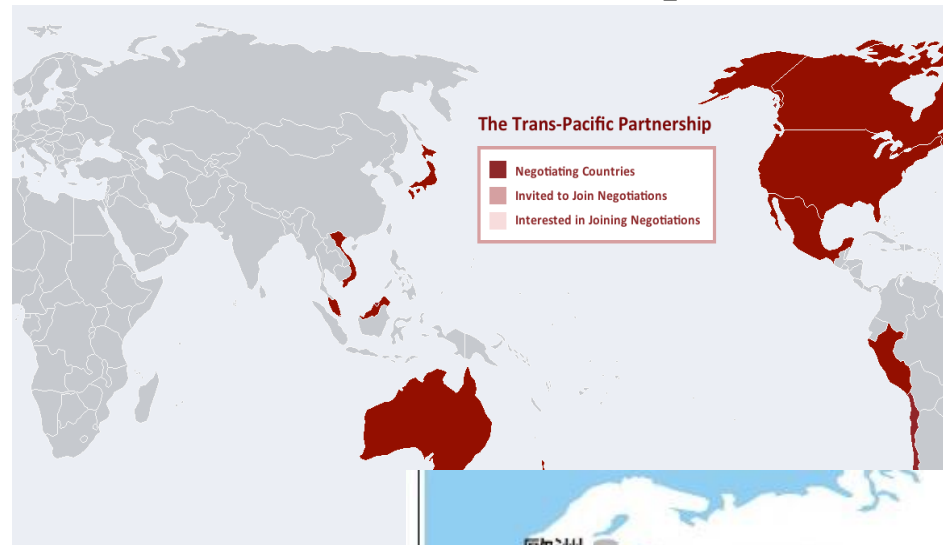 The Trans-Pacific Partnership
Negotiating Countries
Invited to Join Negotiations
Interested in Joining Negotiations